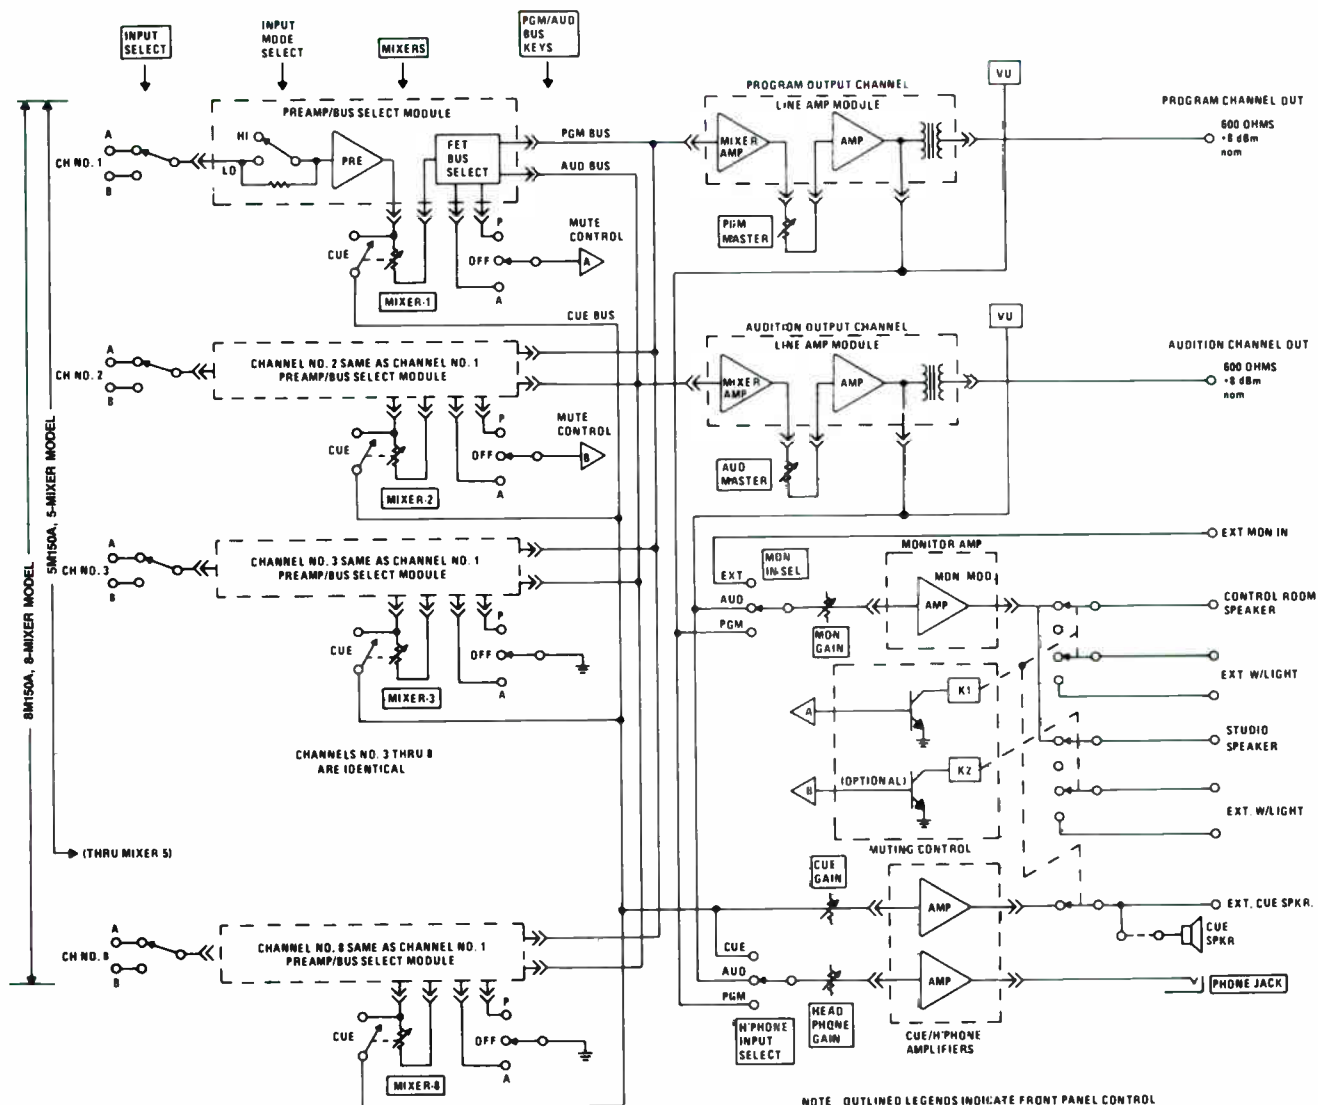 INPUT
SELECT
INPUT
MODE
SELECT
MIXERS
PGM/AUD
BUS
KEYS
8M150A, 8-MIXER MODEL
5M150A, 5-MIXER MODEL
(THRU MIXER 5)
A
CH NO. 1
B
PREAMP/BUS SELECT MODULE
HI
LO
PRE
FET
BUS
SELECT
PGM BUS
AUD BUS
CUE
MIXER-1
P
OFF
A
MUTE
CONTROL
A
CUE BUS
A
CH NO. 2
B
CHANNEL NO. 2 SAME AS CHANNEL NO. 1
PREAMP/BUS SELECT MODULE
CUE
MIXER-2
P
OFF
A
MUTE
CONTROL
B
A
CH NO. 3
B
CHANNEL NO. 3 SAME AS CHANNEL NO. 1
PREAMP/BUS SELECT MODULE
CUE
MIXER-3
P
OFF
A
CHANNELS NO. 3 THRU 8
ARE IDENTICAL
A
CH NO. 8
B
CHANNEL NO. 8 SAME AS CHANNEL NO. 1
PREAMP/BUS SELECT MODULE
CUE
MIXER-8
P
OFF
A
PROGRAM OUTPUT CHANNEL
LINE AMP MODULE
MIXER
AMP
AMP
PGM
MASTER
VU
PROGRAM CHANNEL OUT
600 OHMS
+8 dBm
nom
AUDITION OUTPUT CHANNEL
LINE AMP MODULE
MIXER
AMP
AMP
AUD
MASTER
VU
AUDITION CHANNEL OUT
600 OHMS
+8 dBm
nom
EXT MON IN
MON
IN-SEL
EXT
AUD
PGM
MON
GAIN
MONITOR AMP
MON MOD
AMP
CONTROL ROOM
SPEAKER
EXT W/LIGHT
STUDIO
SPEAKER
EXT. W/LIGHT
A
K1
B
(OPTIONAL)
K2
MUTING CONTROL
CUE
GAIN
AMP
EXT. CUE SPKR.
CUE
SPKR
CUE
AUD
PGM
H'PHONE
INPUT
SELECT
HEAD
PHONE
GAIN
AMP
PHONE JACK
CUE/H'PHONE
AMPLIFIERS
NOTE OUTLINED LEGENDS INDICATE FRONT PANEL CONTROL